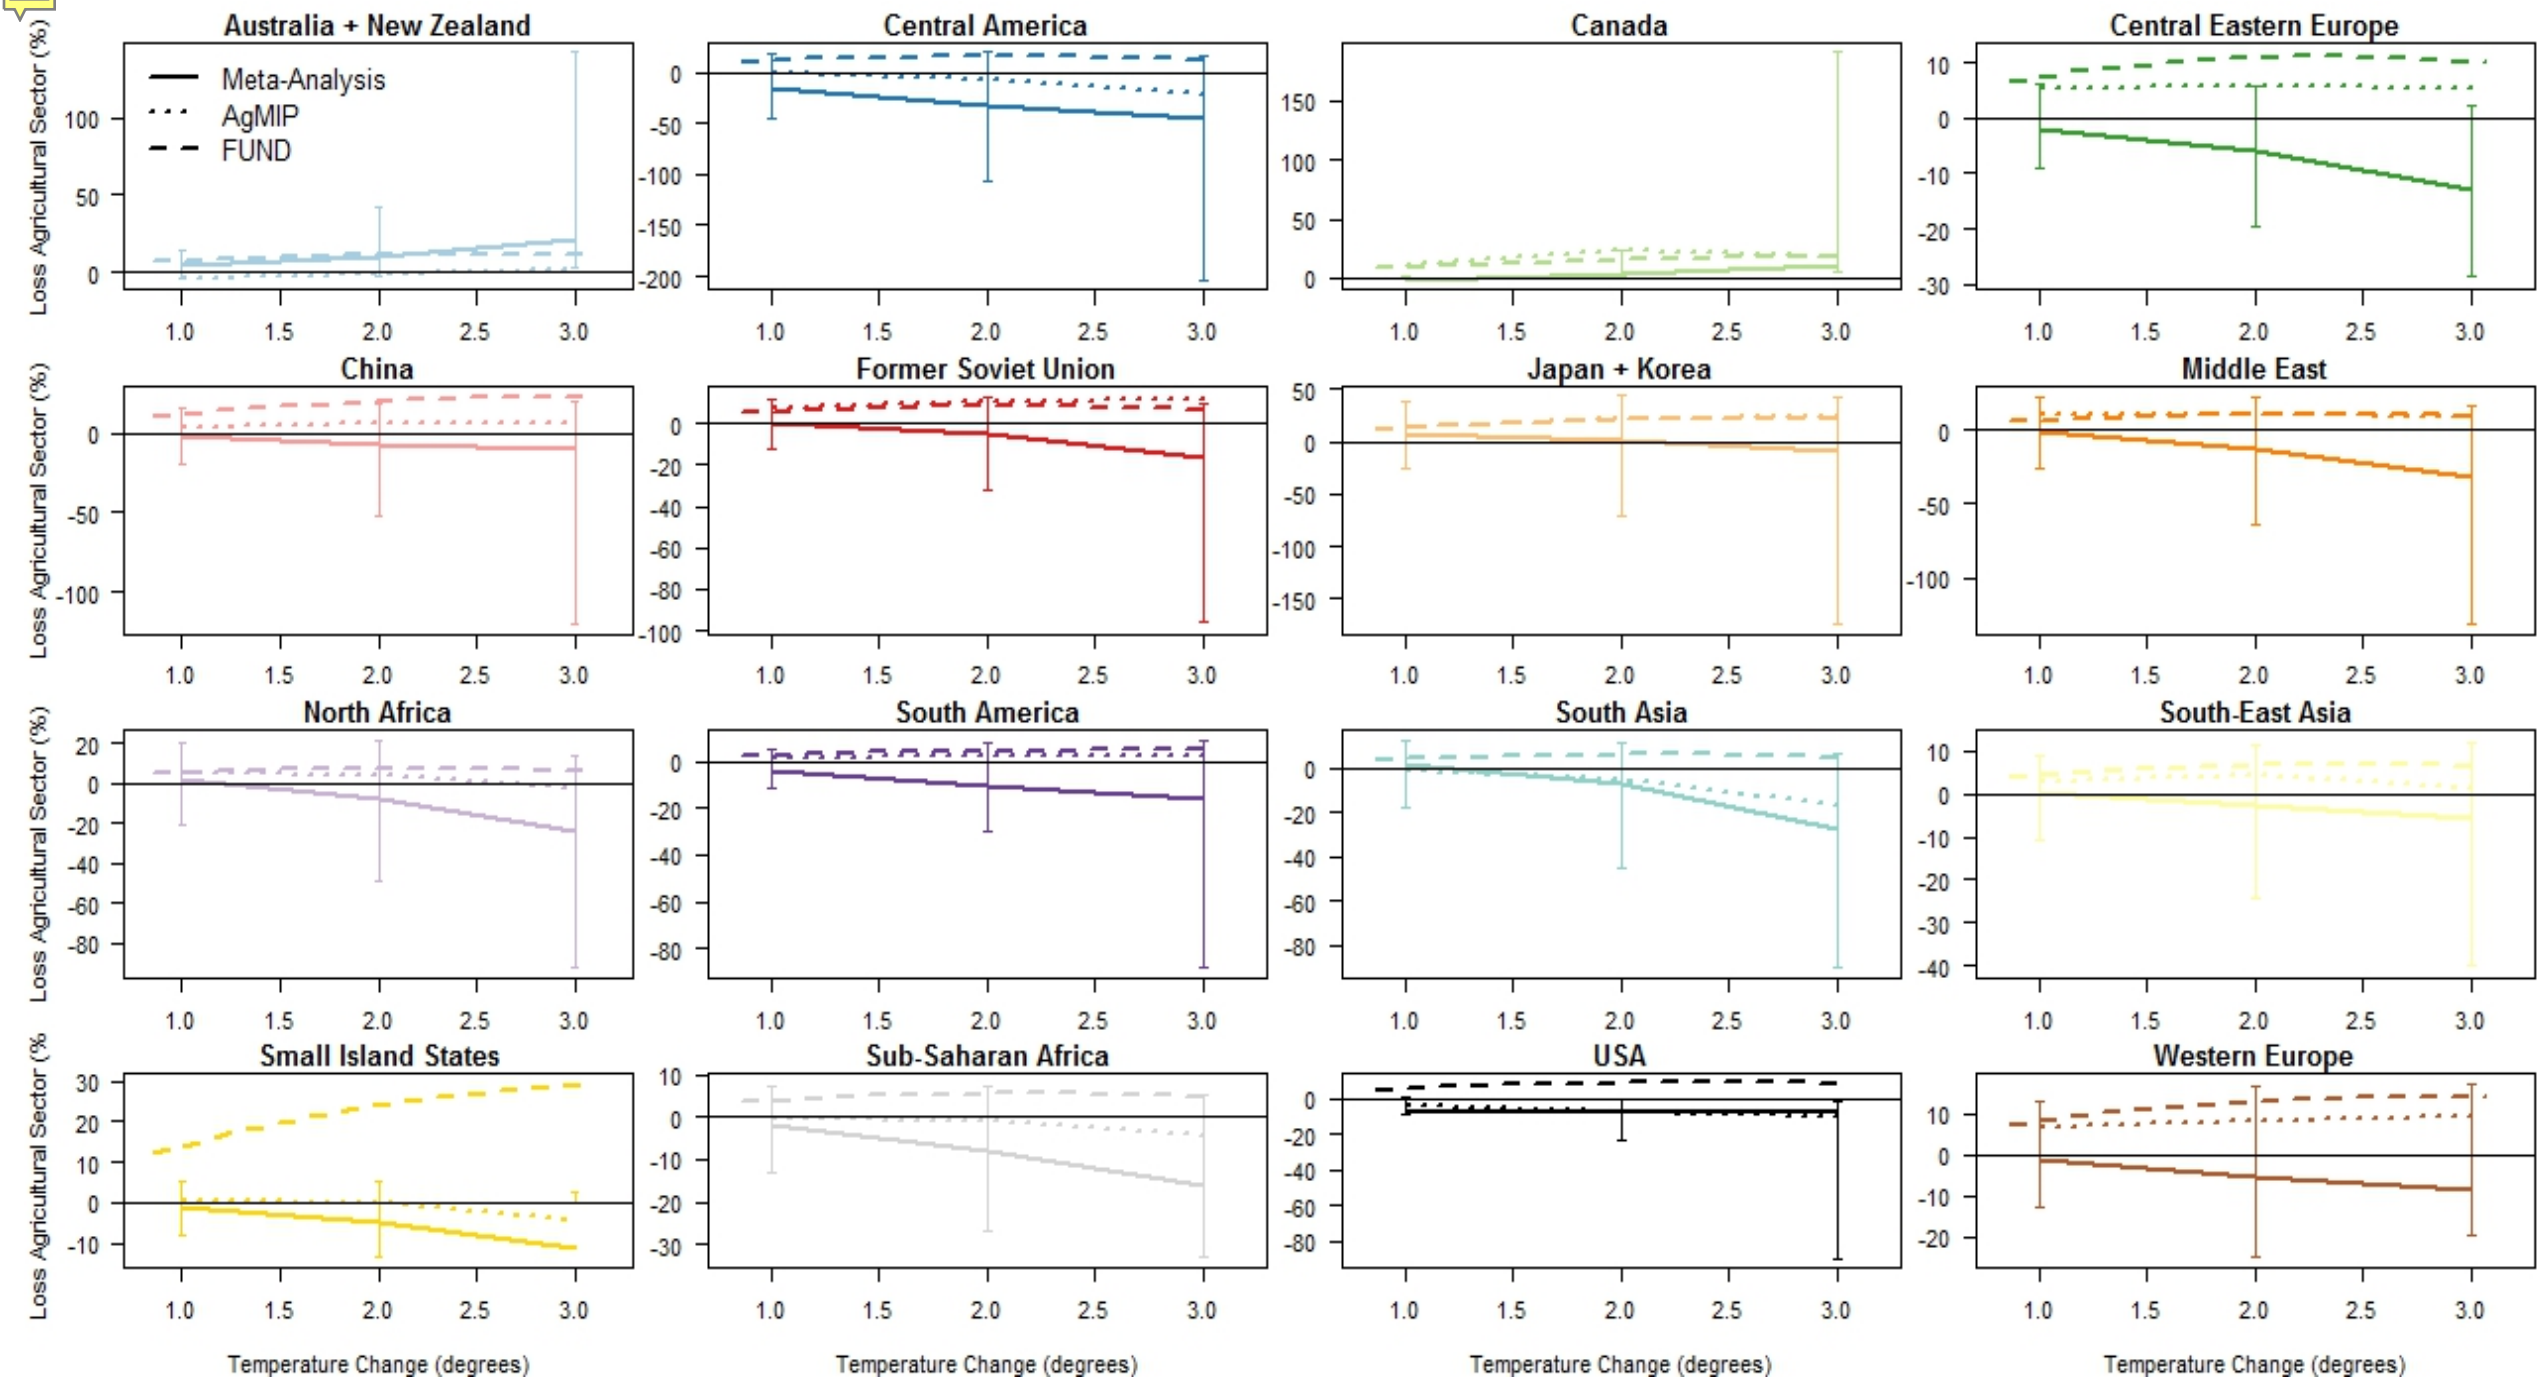 Australia + New Zealand
Central America
Canada
Central Eastern Europe
Loss Agricultural Sector (%)
Meta-Analysis
AgMIP
FUND
100
50
0
0
-50
-100
-150
-200
150
100
50
0
10
0
-10
-20
-30
1.0 1.5 2.0 2.5 3.0
1.0 1.5 2.0 2.5 3.0
1.0 1.5 2.0 2.5 3.0
1.0 1.5 2.0 2.5 3.0
China
Former Soviet Union
Japan + Korea
Middle East
Loss Agricultural Sector (%)
0
-50
-100
0
-20
-40
-60
-80
-100
50
0
-50
-100
-150
0
-50
-100
1.0 1.5 2.0 2.5 3.0
1.0 1.5 2.0 2.5 3.0
1.0 1.5 2.0 2.5 3.0
1.0 1.5 2.0 2.5 3.0
North Africa
South America
South Asia
South-East Asia
Loss Agricultural Sector (%)
20
0
-20
-40
-60
-80
0
-20
-40
-60
-80
0
-20
-40
-60
-80
10
0
-10
-20
-30
-40
1.0 1.5 2.0 2.5 3.0
1.0 1.5 2.0 2.5 3.0
1.0 1.5 2.0 2.5 3.0
1.0 1.5 2.0 2.5 3.0
Small Island States
Sub-Saharan Africa
USA
Western Europe
Loss Agricultural Sector (%
30
20
10
0
-10
10
0
-10
-20
-30
0
-20
-40
-60
-80
10
0
-10
-20
1.0 1.5 2.0 2.5 3.0
1.0 1.5 2.0 2.5 3.0
1.0 1.5 2.0 2.5 3.0
1.0 1.5 2.0 2.5 3.0
Temperature Change (degrees)
Temperature Change (degrees)
Temperature Change (degrees)
Temperature Change (degrees)